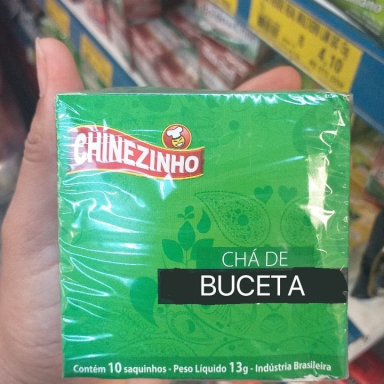 4,10
CHINEZINHO
CHÁ DE
BUCETA
Contém 10 saquinhos - Peso Líquido 13g - Indústria Brasileira